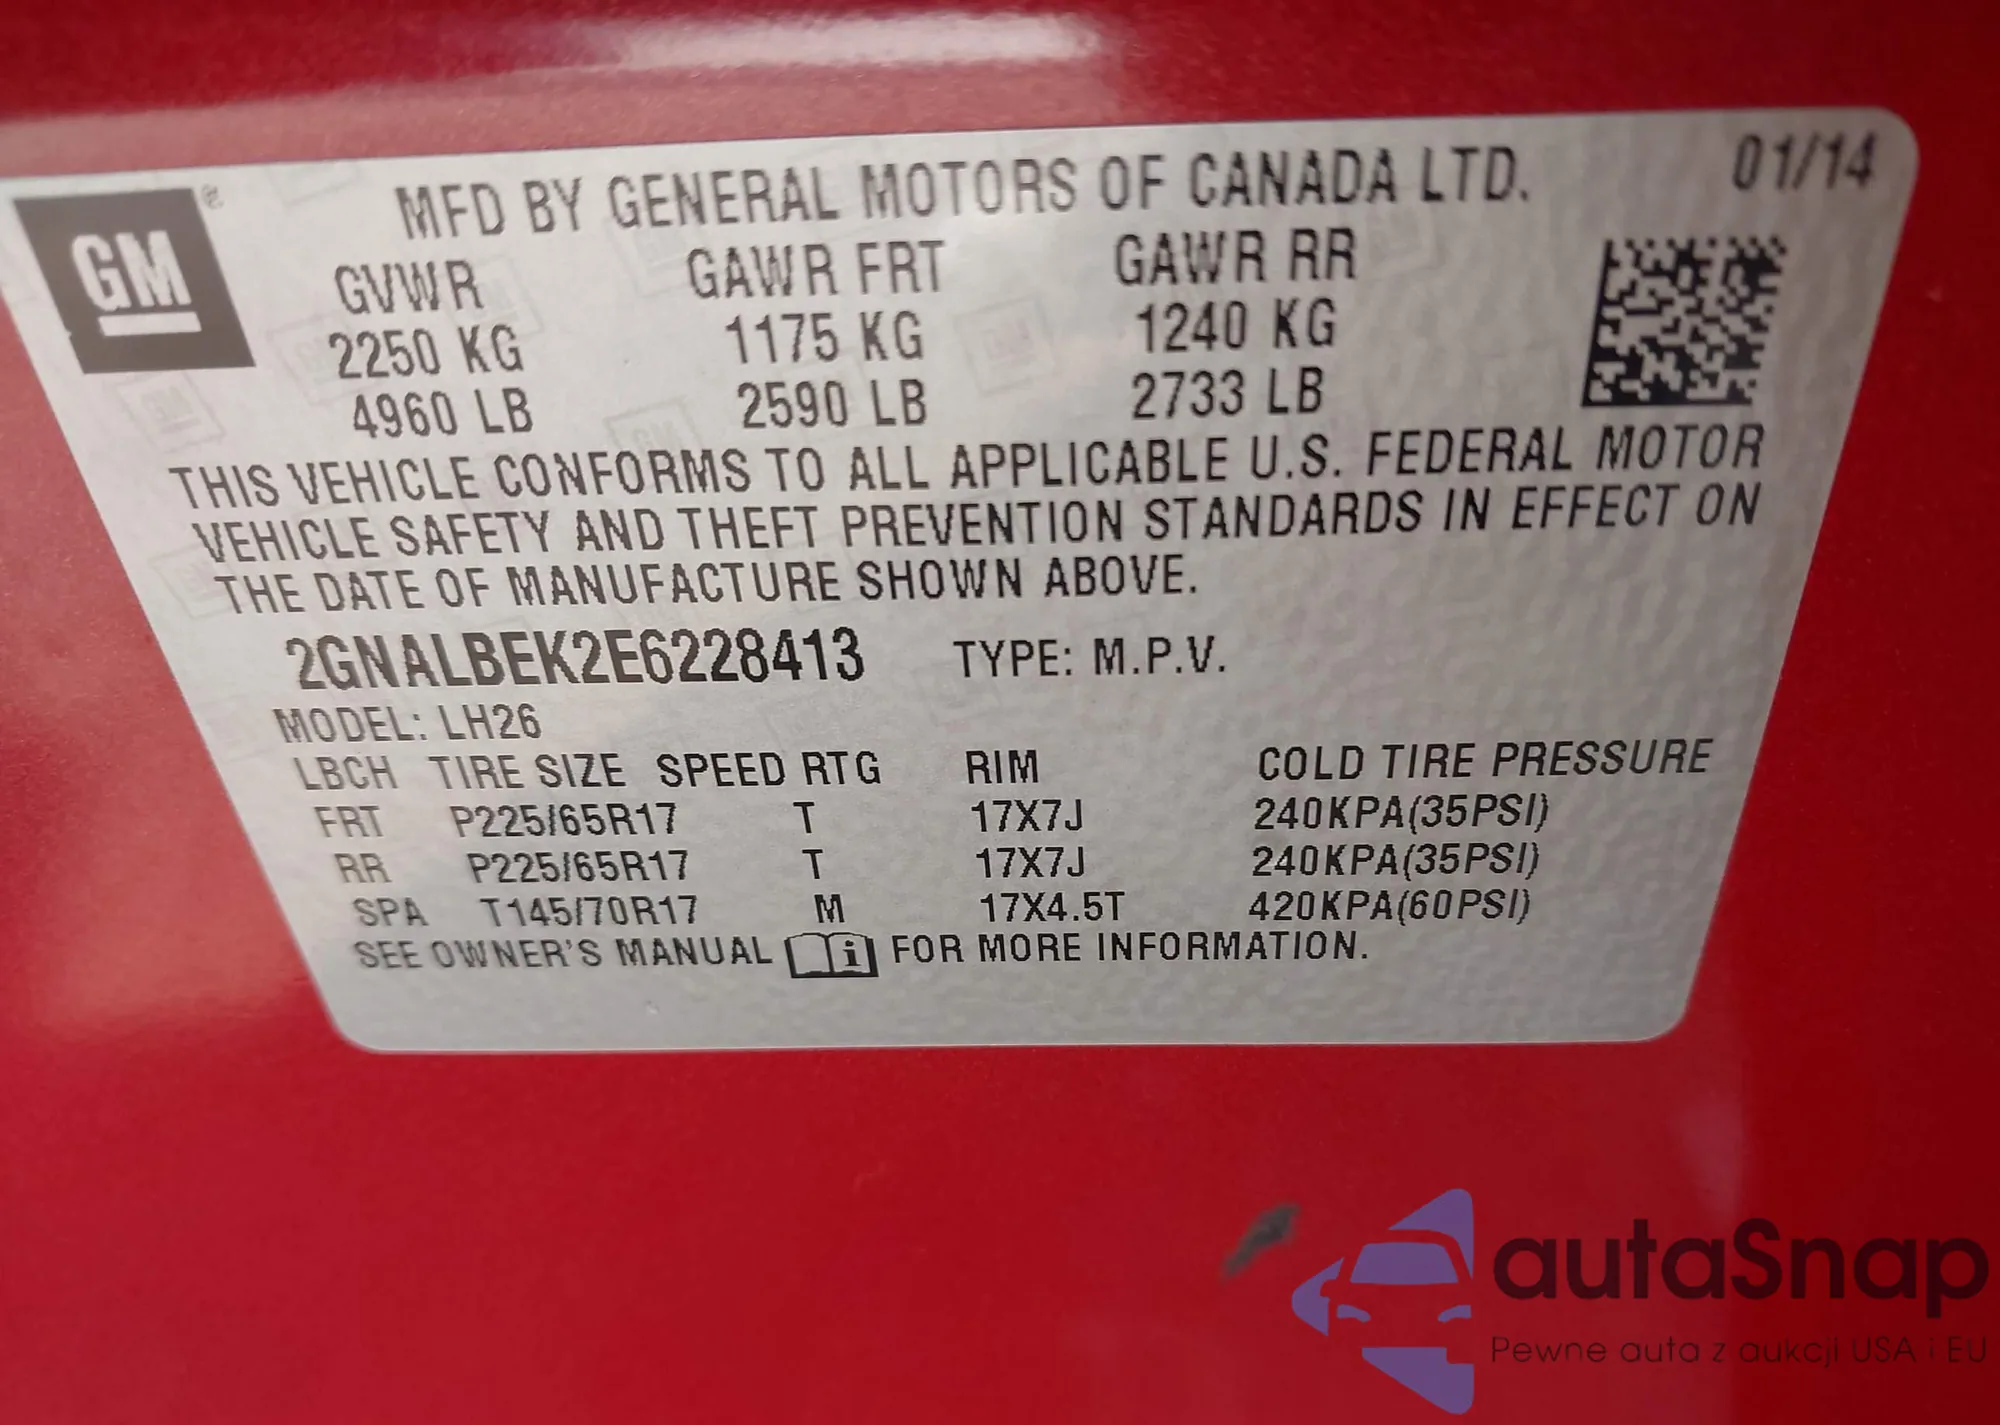 GM®
MFD BY GENERAL MOTORS OF CANADA LTD. 01/14
GVWR GAWR FRT GAWR RR
2250 KG 1175 KG 1240 KG
4960 LB 2590 LB 2733 LB
THIS VEHICLE CONFORMS TO ALL APPLICABLE U.S. FEDERAL MOTOR
VEHICLE SAFETY AND THEFT PREVENTION STANDARDS IN EFFECT ON
THE DATE OF MANUFACTURE SHOWN ABOVE.
2GNALBEK2E6228413 TYPE: M.P.V.
MODEL: LH26
LBCH TIRE SIZE SPEED RTG RIM COLD TIRE PRESSURE
FRT P225/65R17 T 17X7J 240KPA(35PSI)
RR P225/65R17 T 17X7J 240KPA(35PSI)
SPA T145/70R17 M 17X4.5T 420KPA(60PSI)
SEE OWNER'S MANUAL i FOR MORE INFORMATION.
autaSnap
Pewne auta z aukcji USA i EU